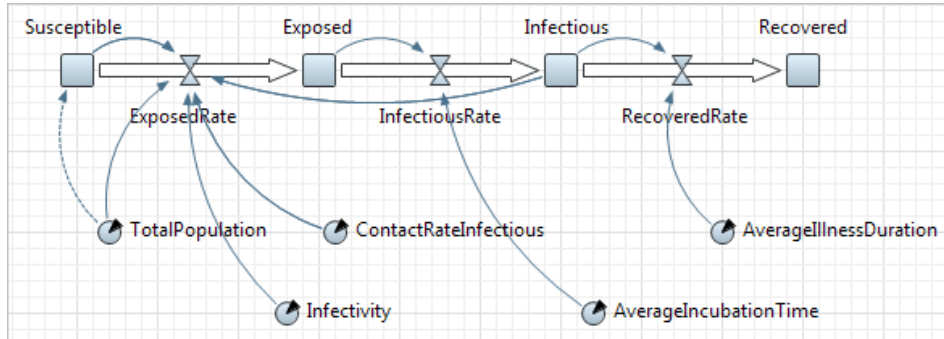 Susceptible
Exposed
Infectious
Recovered
ExposedRate
InfectiousRate
RecoveredRate
TotalPopulation
ContactRateInfectious
AverageIllnessDuration
Infectivity
AverageIncubationTime